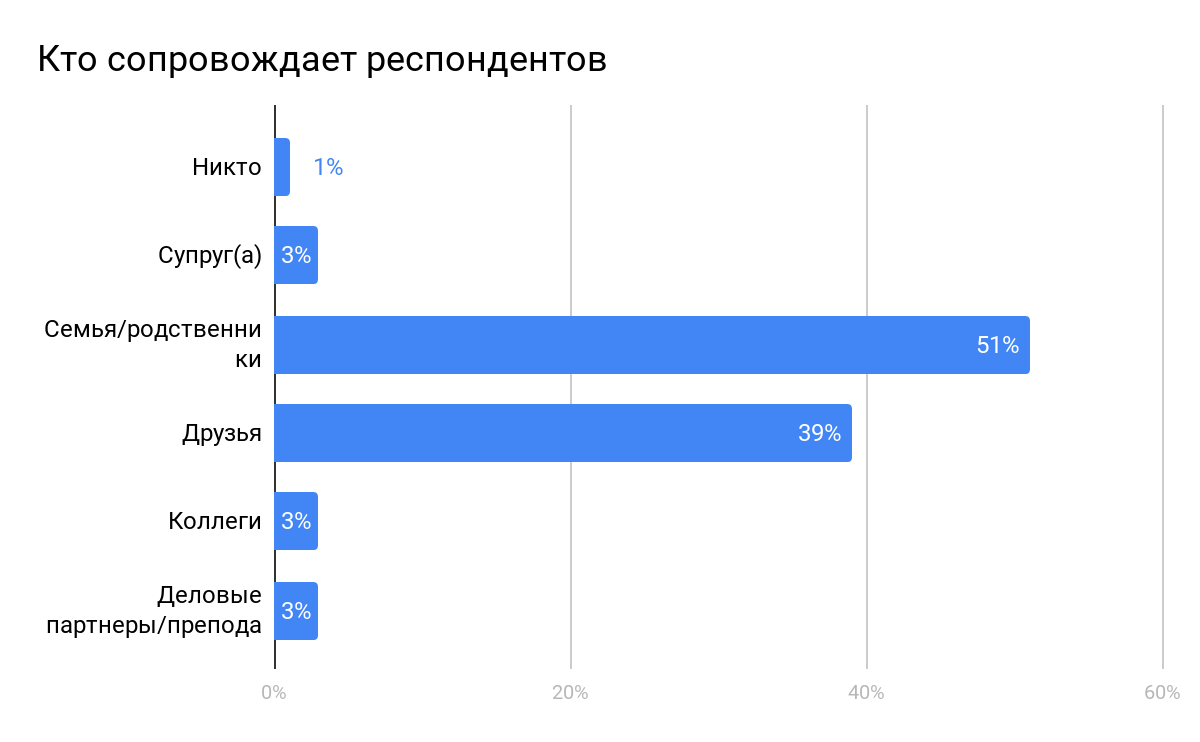 Кто сопровождает респондентов
Никто
1%
Супруг(а)
3%
Семья/родственни
ки
51%
Друзья
39%
Коллеги
3%
Деловые
партнеры/препода
3%
0%
20%
40%
60%